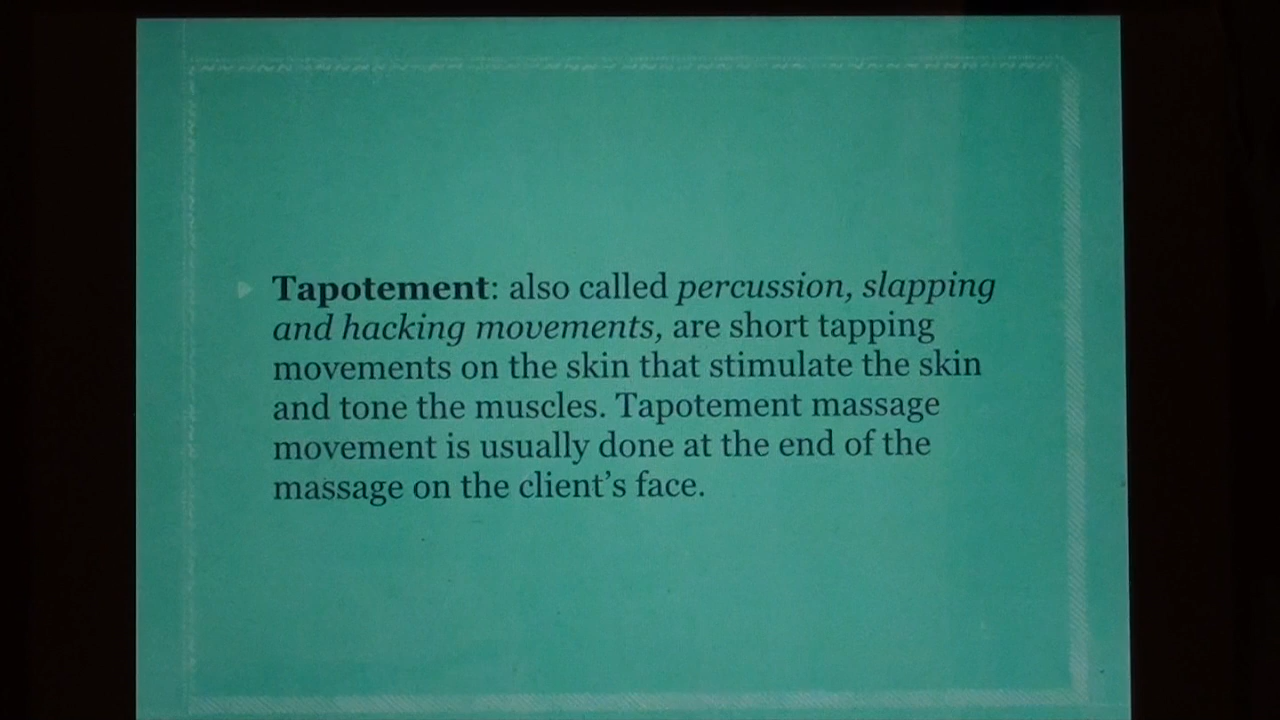 Tapotement: also called percussion, slapping
and hacking movements, are short tapping
movements on the skin that stimulate the skin
and tone the muscles. Tapotement massage
movement is usually done at the end of the
massage on the client’s face.